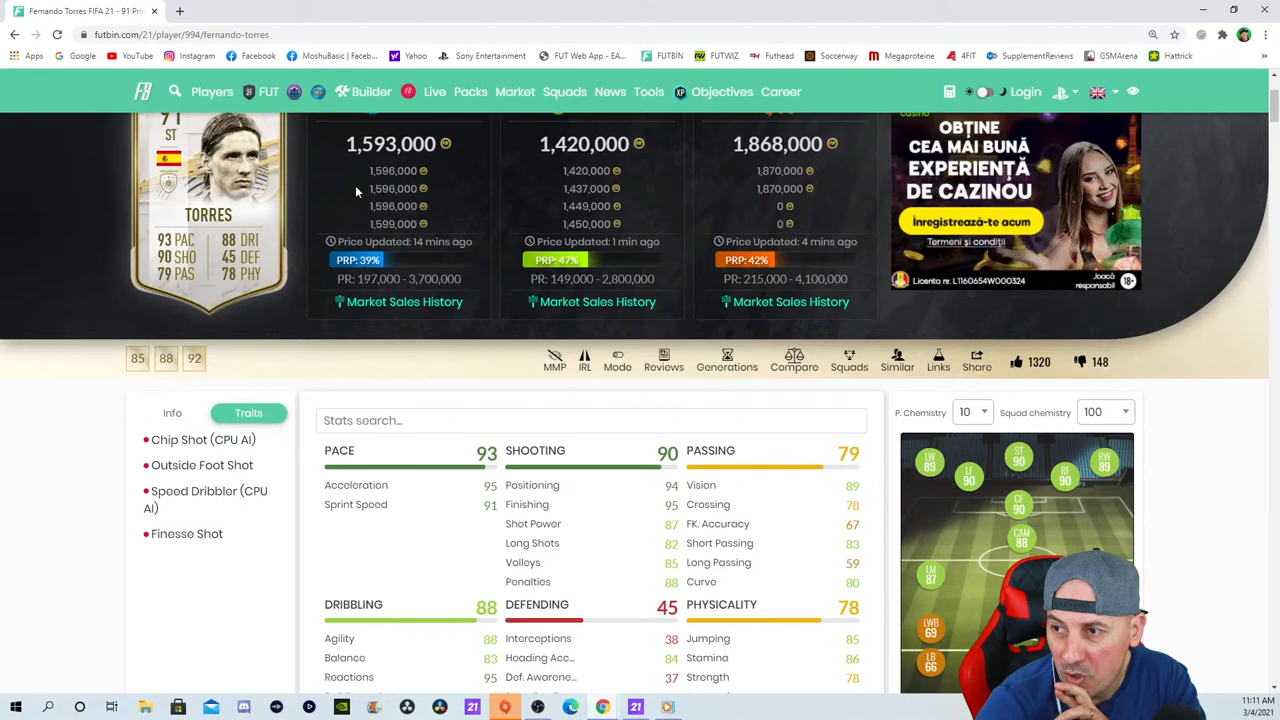 Fernando Torres FIFA 21 - 91 Prim
futbin.com/21/player/994/fernando-torres
Apps Google YouTube Instagram Facebook MoshuBasic | Faceb... Yahoo Sony Entertainment FUT Web App - EA... FUTBIN FUTWIZ Futhead Soccerway Megaproteine 4FIT SupplementReviews GSMArena Hattrick
Players FUT Live Packs Market Squads News Tools XP Objectives Career Login
91
ST
TORRES
93 PAC 88 DRI
90 SHO 45 DEF
79 PAS 78 PHY
1,593,000
1,598,000
1,596,000
1,596,000
1,599,000
Price Updated: 14 mins ago
PRP: 39%
PR: 197,000 - 3,700,000
Market Sales History
1,420,000
1,420,000
1,437,000
1,449,000
1,450,000
Price Updated: 1 min ago
PRP: 47%
PR: 149,000 - 2,800,000
Market Sales History
1,868,000
1,870,000
1,870,000
0
0
Price Updated: 4 mins ago
PRP: 42%
PR: 215,000 - 4,100,000
Market Sales History
OBȚINE
CEA MAI BUNĂ
EXPERIENȚĂ
DE CAZINOU
Înregistrează-te acum
Termeni și condiții
Licenta nr. L1160654W000324
Joacă
responsabil
18+
85 88 92
MMP IRL Mode Reviews Generations Compare Squads Similar Links Share 1320 148
Info Traits
Chip Shot (CPU AI)
Outside Foot Shot
Speed Dribbler (CPU
AI)
Finesse Shot
Stats search...
PACE 93
Acceleration 95
Sprint Speed 91
SHOOTING 90
Positioning 94
Finishing 95
Shot Power 87
Long Shots 82
Volleys 85
Penalties 88
PASSING 79
Vision 89
Crossing 78
FK. Accuracy 67
Short Passing 83
Long Passing 59
Curve 80
DRIBBLING 88
Agility 88
Balance 83
Reactions 95
DEFENDING 45
Interceptions 38
Heading Acc... 84
Def. Awarene... 37
PHYSICALITY 78
Jumping 85
Stamina 86
Strength 78
P. Chemistry 10 Squad chemistry 100
LW
89
LF
90
ST
90
RF
90
RW
89
CF
90
CAM
88
LM
87
LWB
69
LB
66
21
21
11:11 AM
3/4/2021